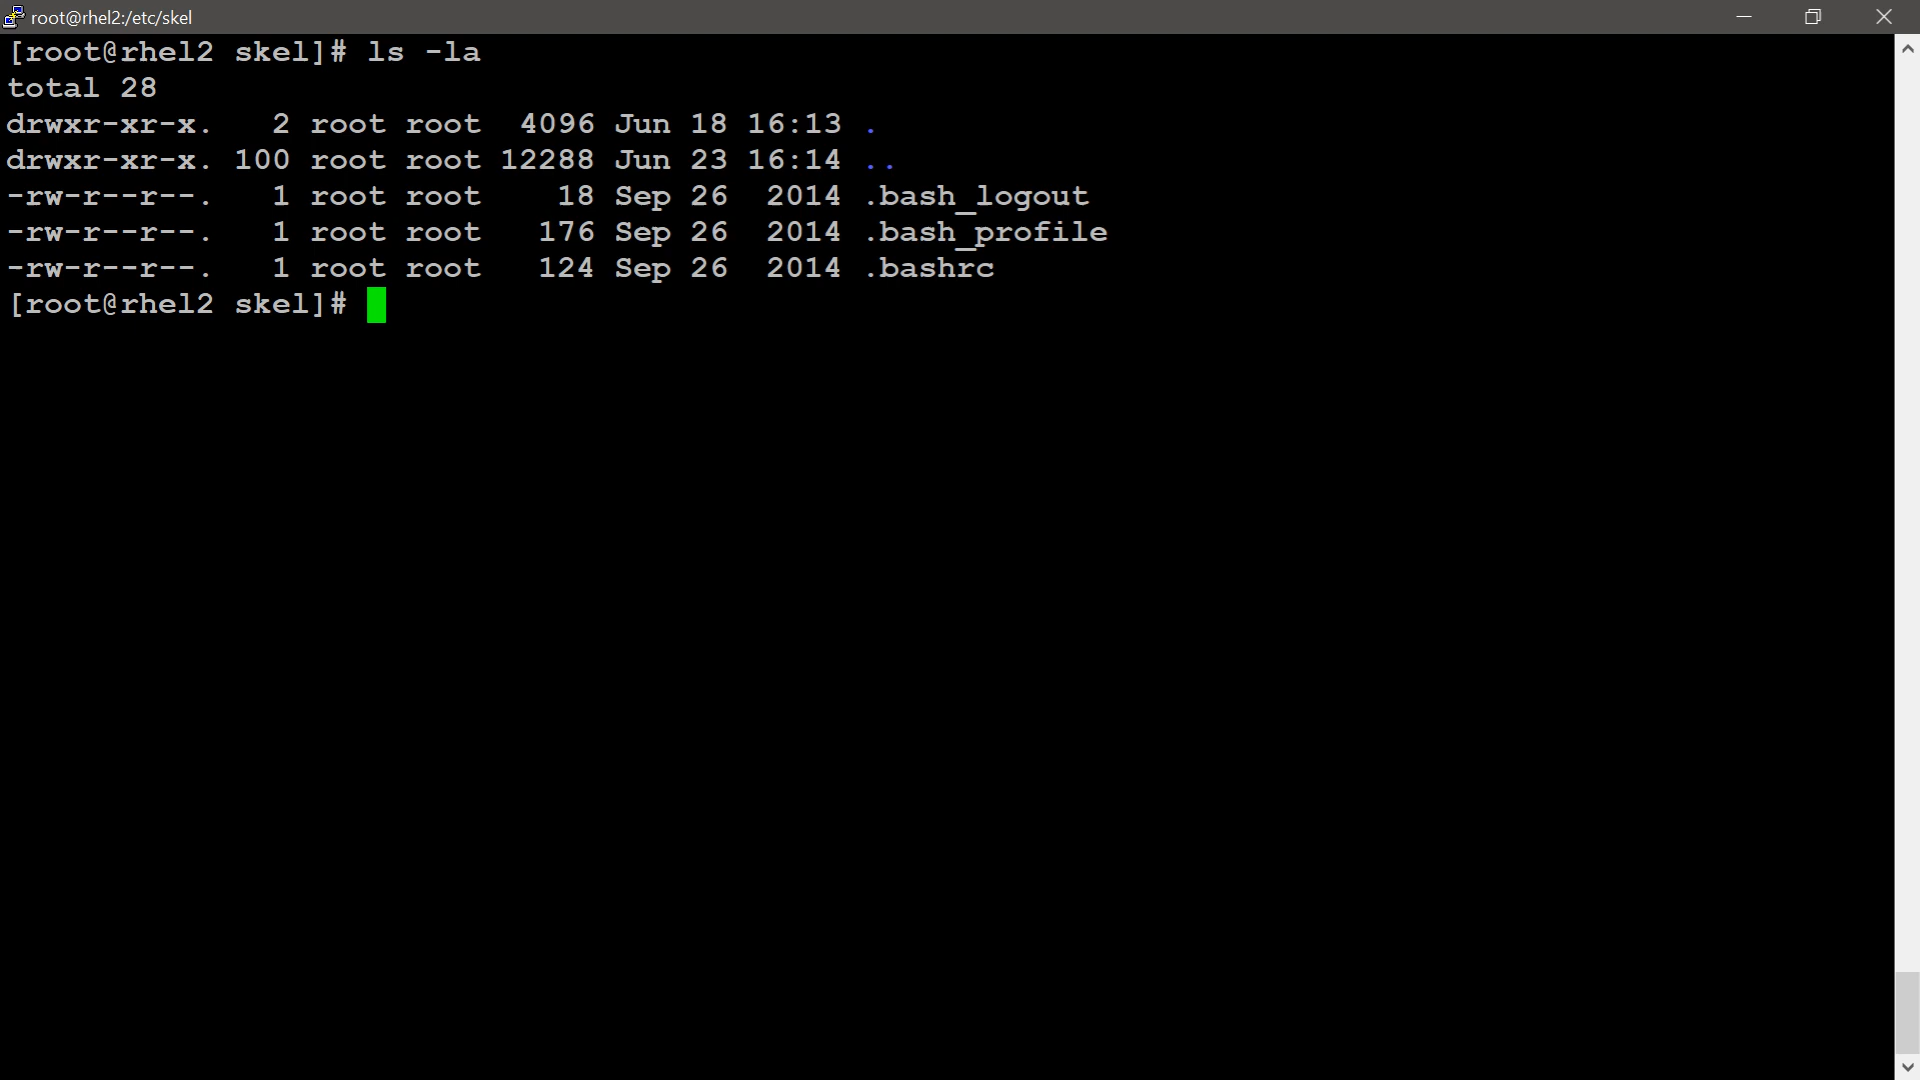 root@rhel2:/etc/skel
[root@rhel2 skel]# ls -la
total 28
drwxr-xr-x.   2 root root  4096 Jun 18 16:13 .
drwxr-xr-x. 100 root root 12288 Jun 23 16:14 ..
-rw-r--r--.   1 root root    18 Sep 26  2014 .bash_logout
-rw-r--r--.   1 root root   176 Sep 26  2014 .bash_profile
-rw-r--r--.   1 root root   124 Sep 26  2014 .bashrc
[root@rhel2 skel]#